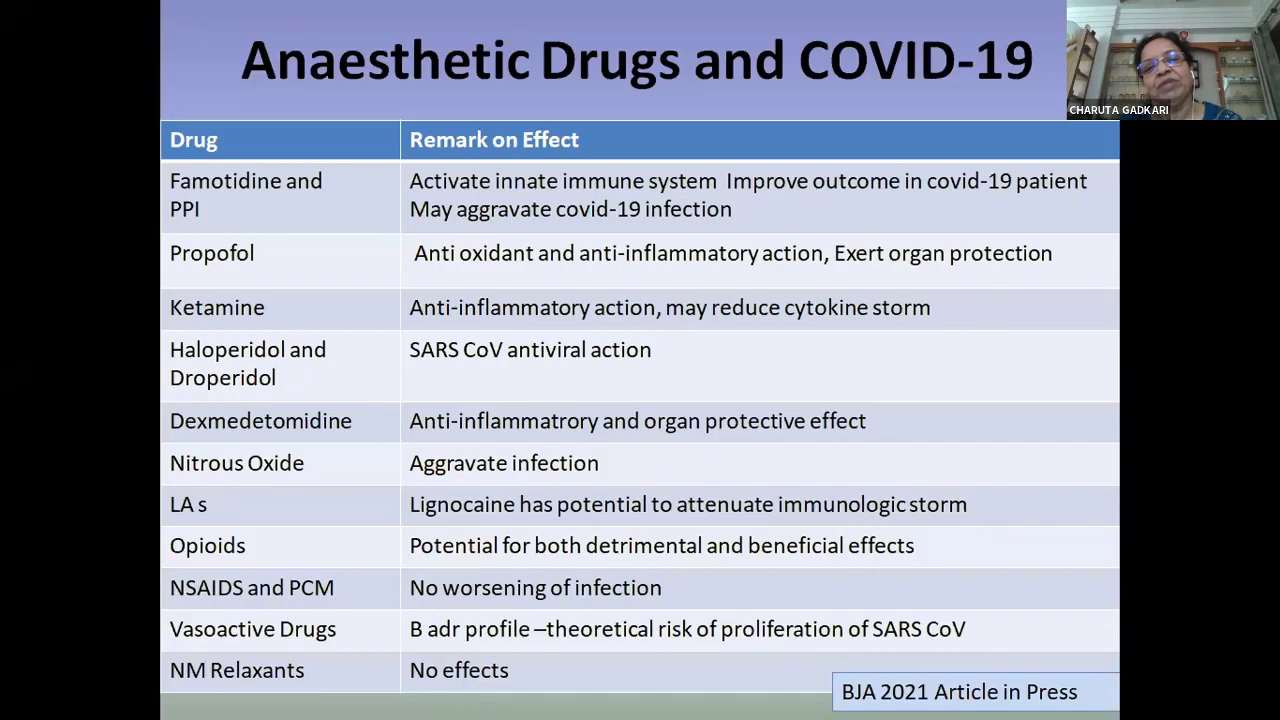 Anaesthetic Drugs and COVID-19
CHARUTA GADKARI
Drug Remark on Effect
Famotidine and Activate innate immune system Improve outcome in covid-19 patient
PPI May aggravate covid-19 infection
Propofol Anti oxidant and anti-inflammatory action, Exert organ protection
Ketamine Anti-inflammatory action, may reduce cytokine storm
Haloperidol and SARS CoV antiviral action
Droperidol
Dexmedetomidine Anti-inflammatrory and organ protective effect
Nitrous Oxide Aggravate infection
LA s Lignocaine has potential to attenuate immunologic storm
Opioids Potential for both detrimental and beneficial effects
NSAIDS and PCM No worsening of infection
Vasoactive Drugs B adr profile –theoretical risk of proliferation of SARS CoV
NM Relaxants No effects
BJA 2021 Article in Press